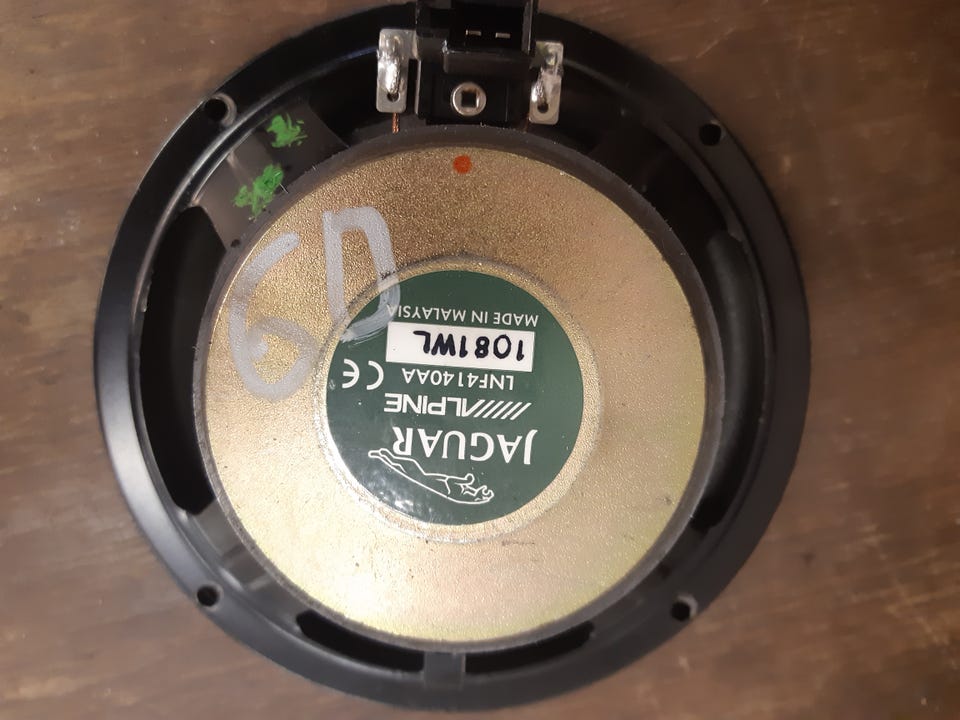 JAGUAR
ALPINE
LNF4140AA CE
1081WL
MADE IN MALAYSIA